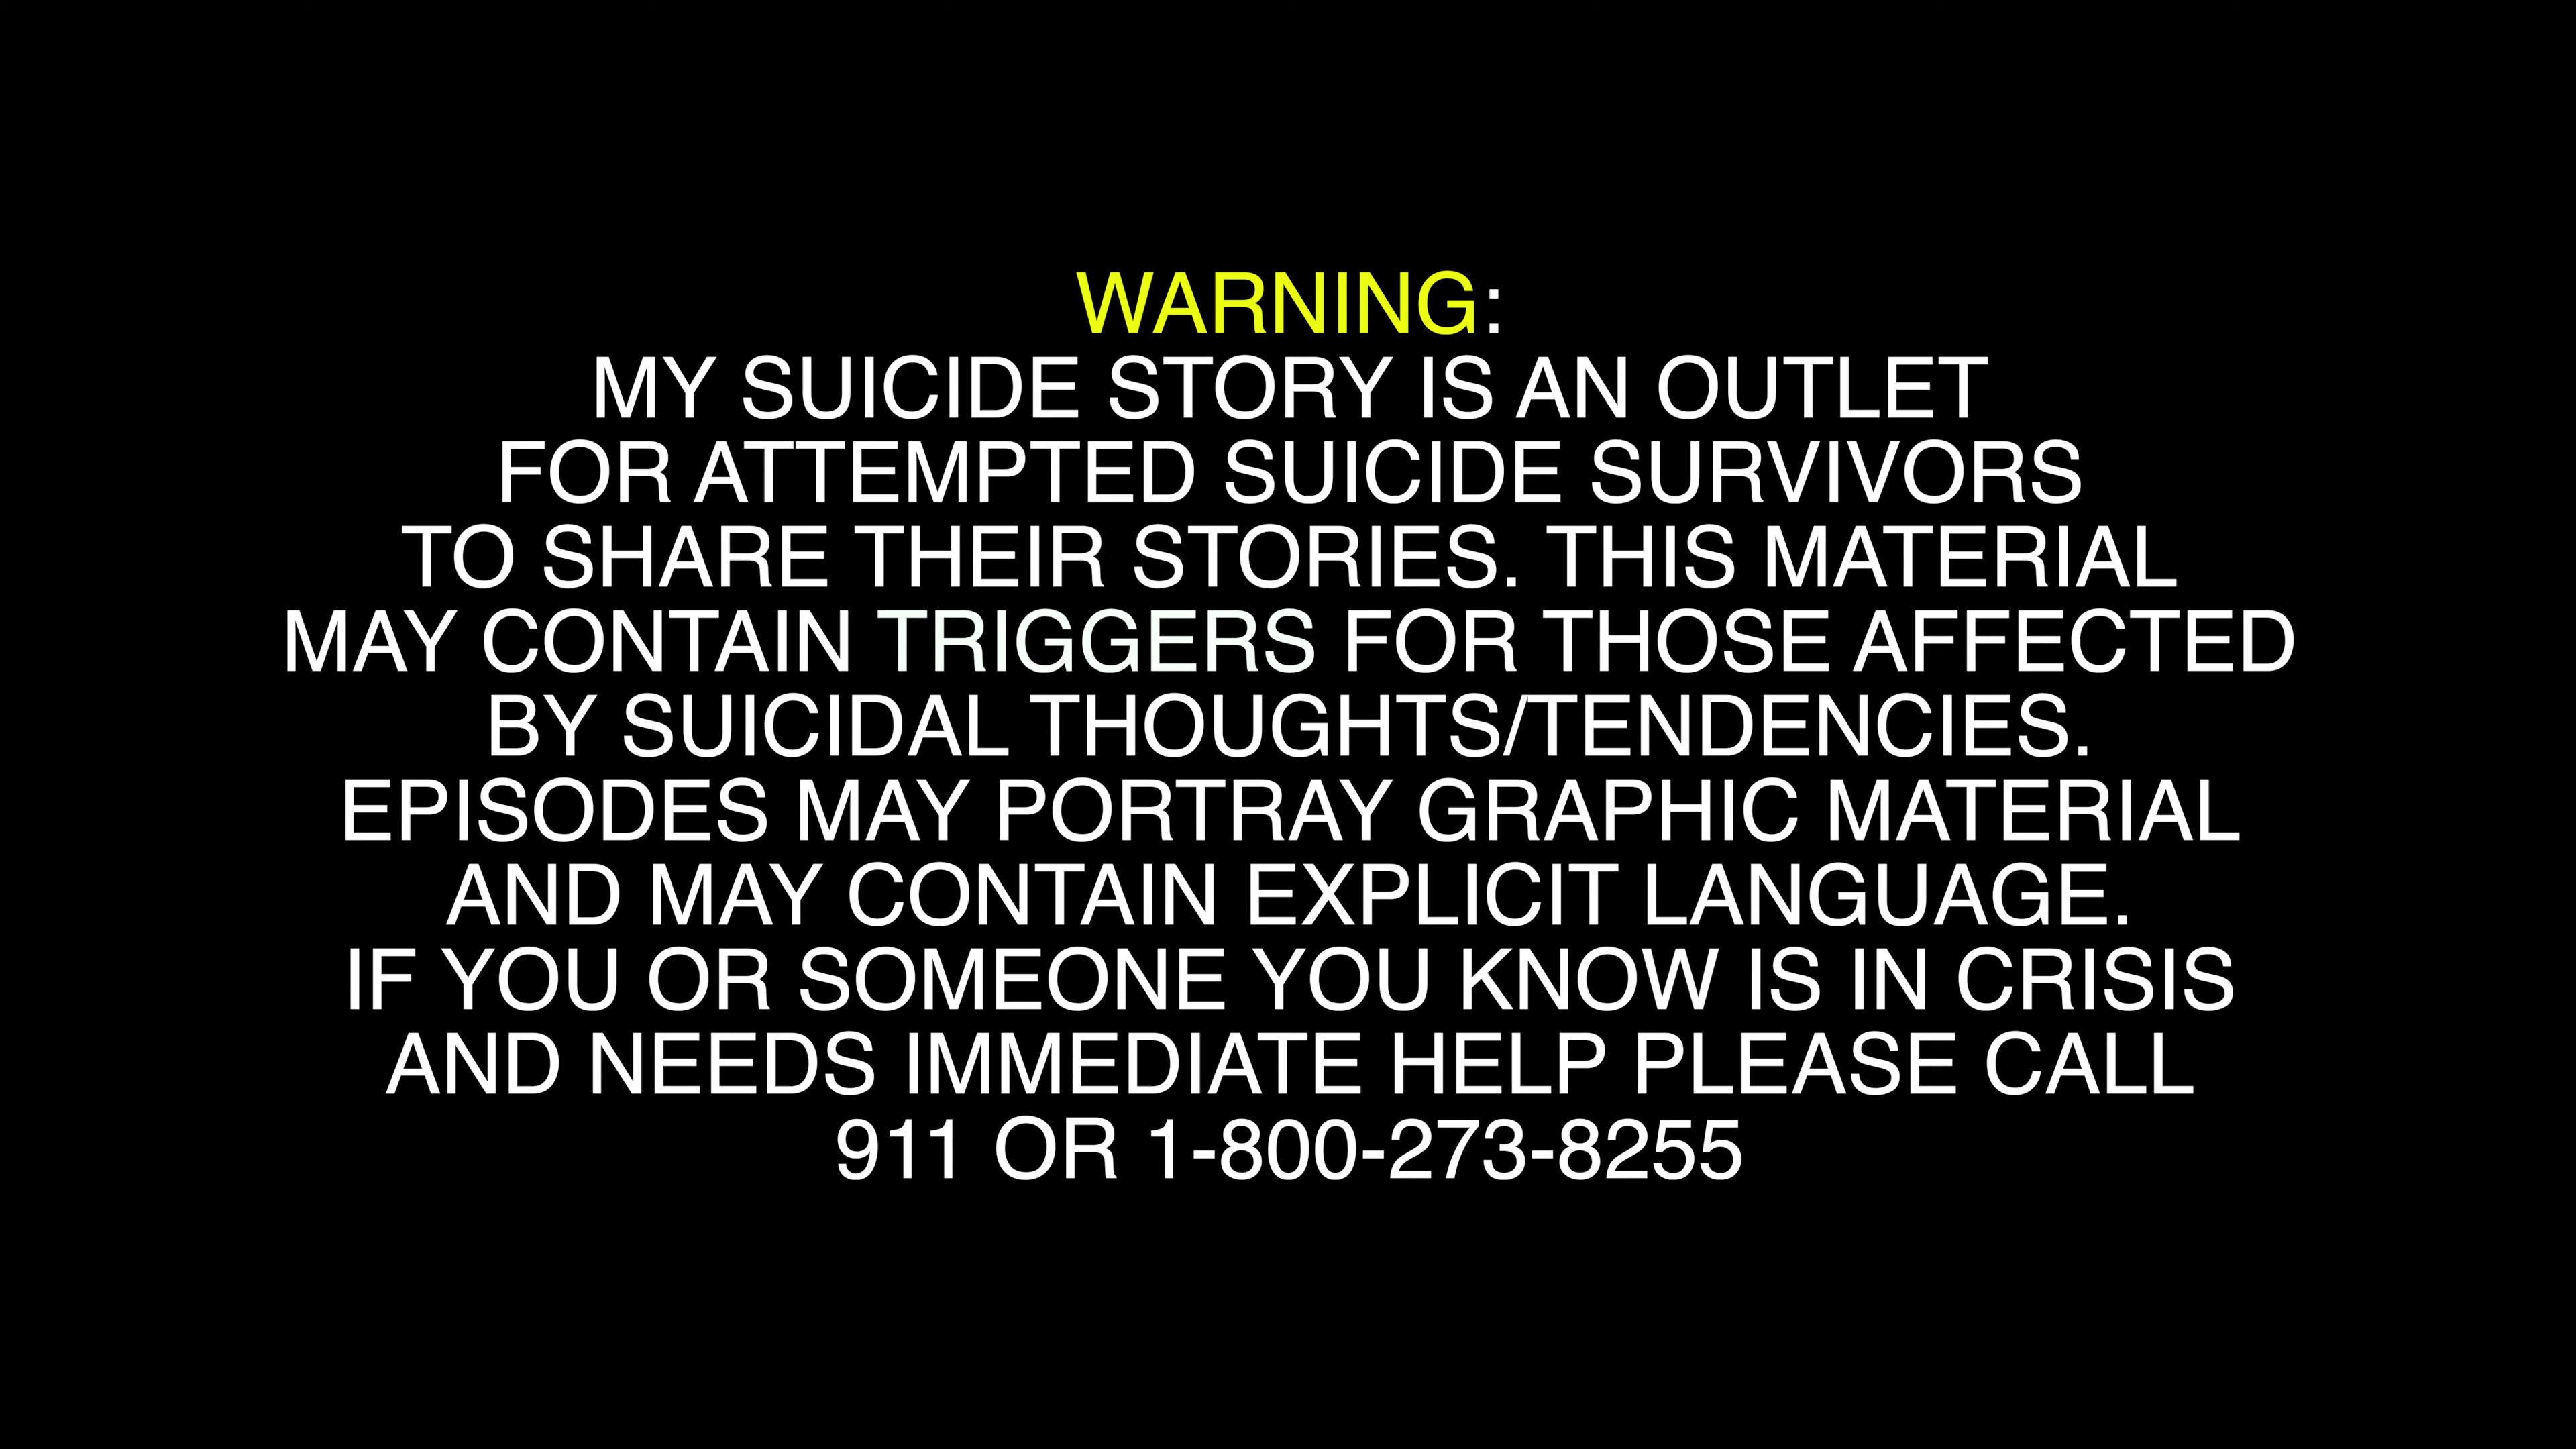 WARNING:
MY SUICIDE STORY IS AN OUTLET
FOR ATTEMPTED SUICIDE SURVIVORS
TO SHARE THEIR STORIES. THIS MATERIAL
MAY CONTAIN TRIGGERS FOR THOSE AFFECTED
BY SUICIDAL THOUGHTS/TENDENCIES.
EPISODES MAY PORTRAY GRAPHIC MATERIAL
AND MAY CONTAIN EXPLICIT LANGUAGE.
IF YOU OR SOMEONE YOU KNOW IS IN CRISIS
AND NEEDS IMMEDIATE HELP PLEASE CALL
911 OR 1-800-273-8255